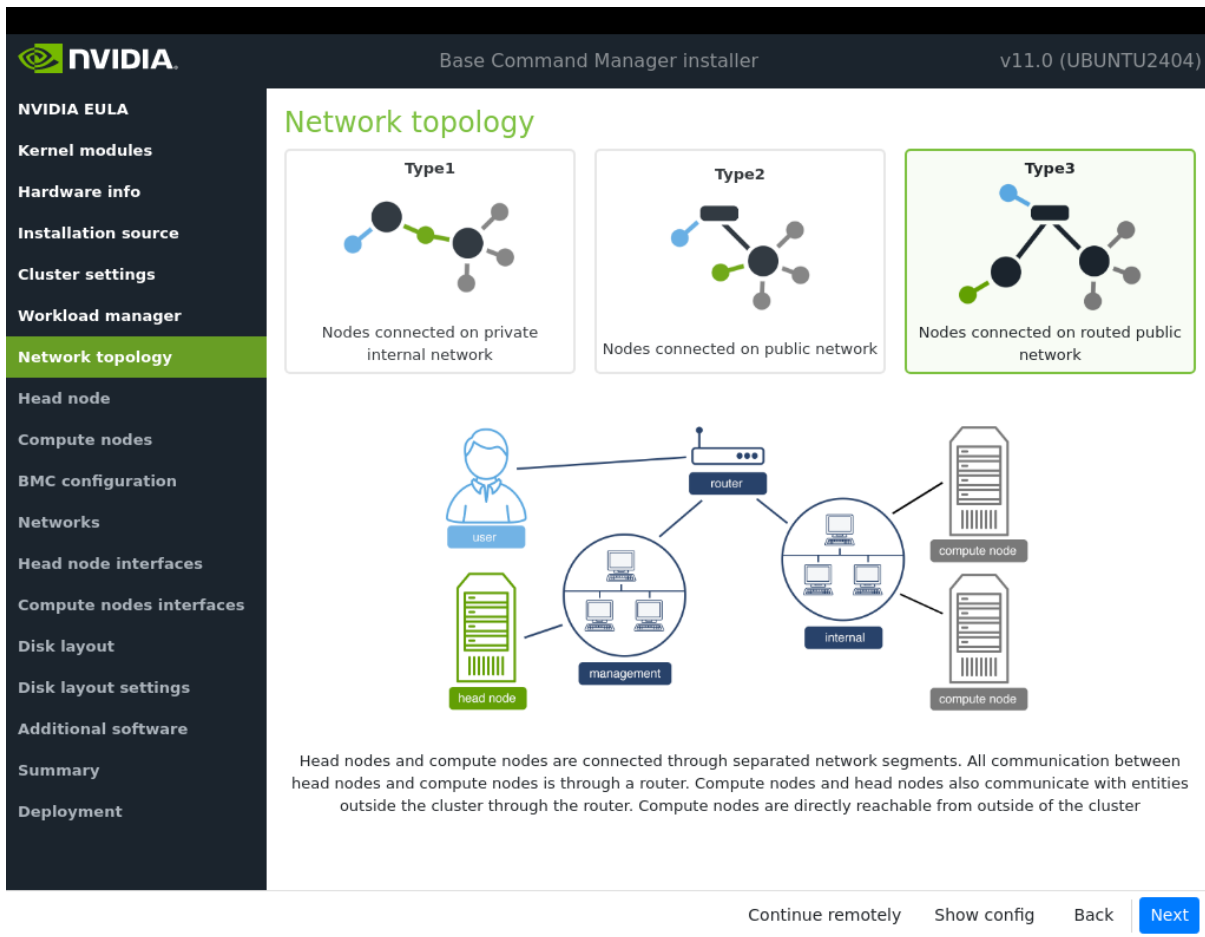 NVIDIA.
Base Command Manager installer
v11.0 (UBUNTU2404)
NVIDIA EULA
Kernel modules
Hardware info
Installation source
Cluster settings
Workload manager
Network topology
Head node
Compute nodes
BMC configuration
Networks
Head node interfaces
Compute nodes interfaces
Disk layout
Disk layout settings
Additional software
Summary
Deployment
Network topology
Type1
Nodes connected on private
internal network
Type2
Nodes connected on public network
Type3
Nodes connected on routed public
network
router
user
compute node
internal
management
head node
compute node
Head nodes and compute nodes are connected through separated network segments. All communication between
head nodes and compute nodes is through a router. Compute nodes and head nodes also communicate with entities
outside the cluster through the router. Compute nodes are directly reachable from outside of the cluster
Continue remotely
Show config
Back
Next